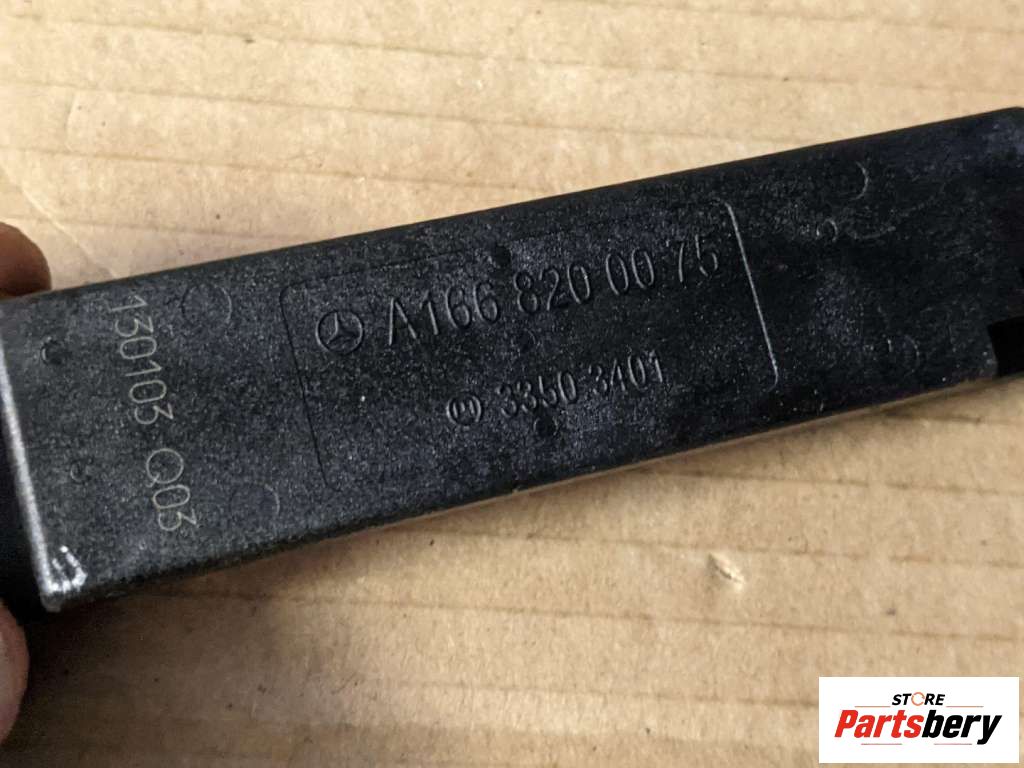 A166 820 00 75
3350 3401
130103 Q03
STORE
Partsbery